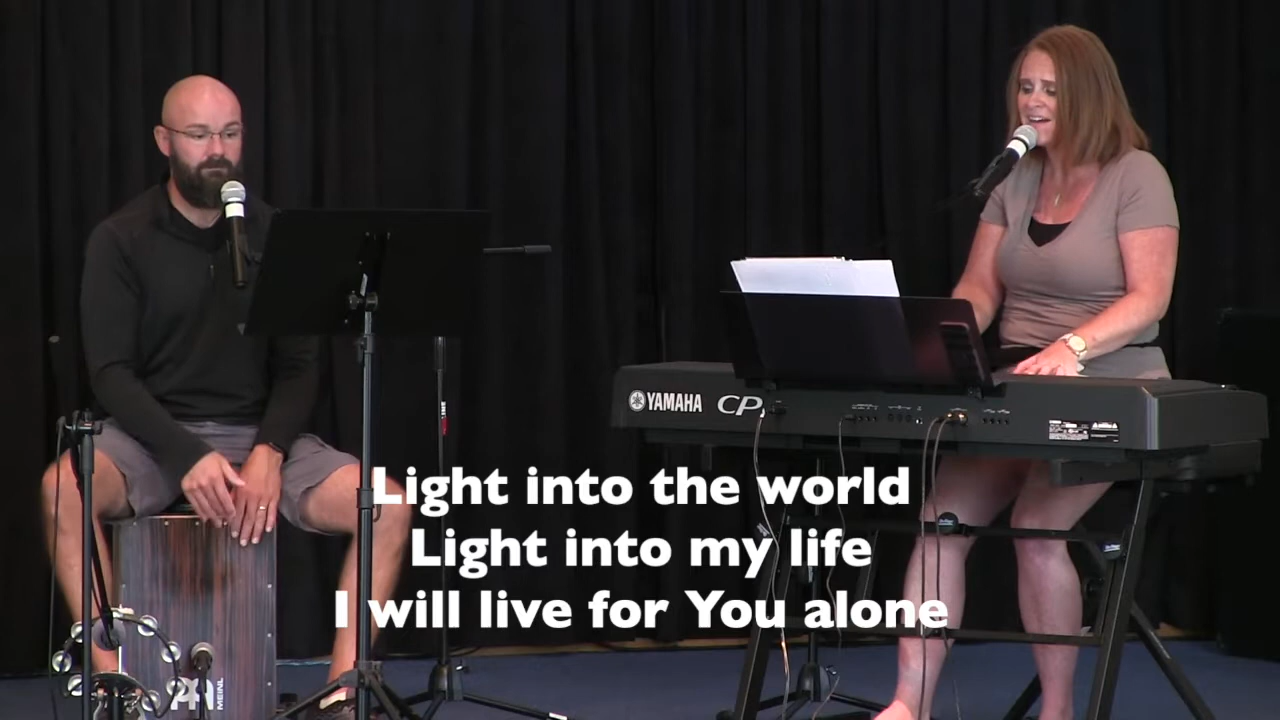 YAMAHA CP
Light into the world
Light into my life
I will live for You alone
MEINL